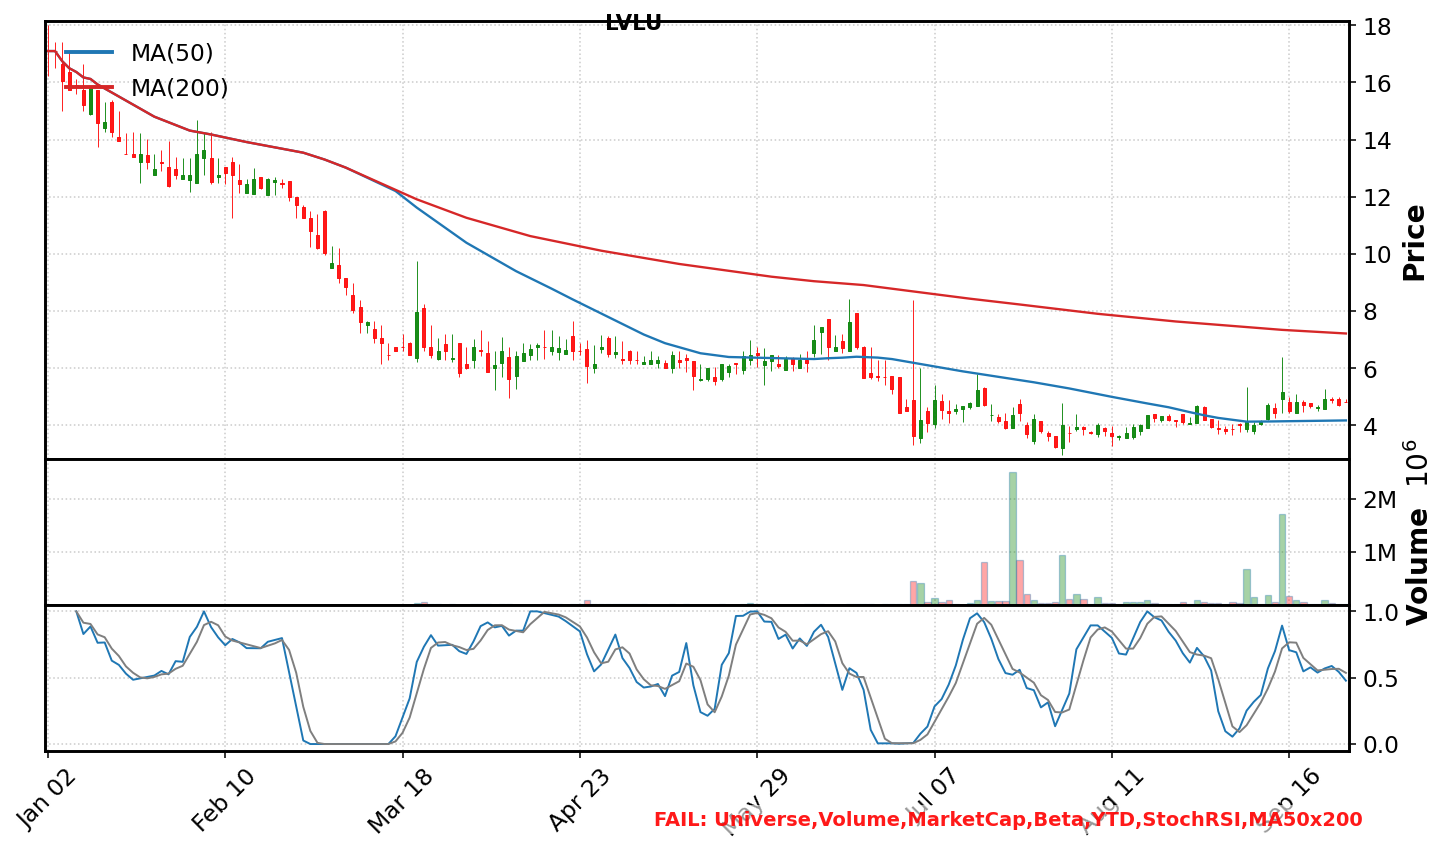 LVLU
MA(50)
MA(200)
18
16
14
12
10
8
6
4
Price
2M
1M
Volume 10^6
1.0
0.5
0.0
Jan 02
Feb 10
Mar 18
Apr 23
May 29
Jul 07
Aug 11
Sep 16
FAIL: Universe,Volume,MarketCap,Beta,YTD,StochRSI,MA50x200